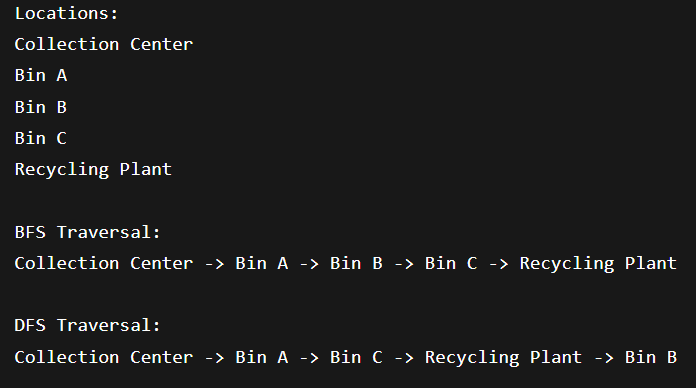 Locations:
Collection Center
Bin A
Bin B
Bin C
Recycling Plant
BFS Traversal:
Collection Center -> Bin A -> Bin B -> Bin C -> Recycling Plant
DFS Traversal:
Collection Center -> Bin A -> Bin C -> Recycling Plant -> Bin B